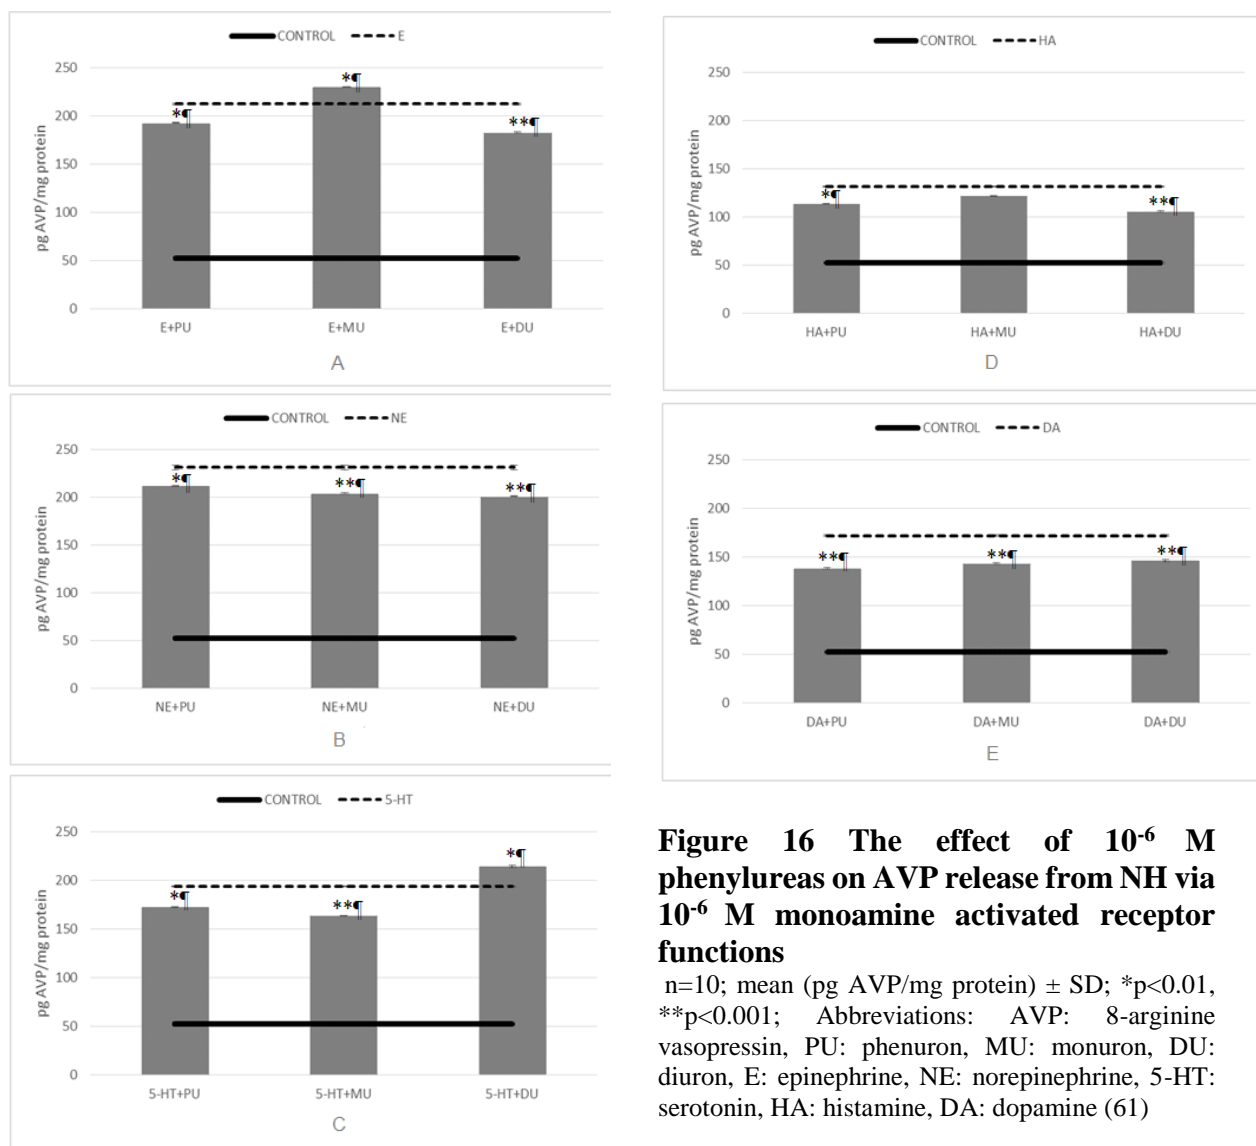 CONTROL E
250
200
150
100
50
0
pg AVP/mg protein
*¶ *¶ **¶
E+PU E+MU E+DU
A
CONTROL NE
250
200
150
100
50
0
pg AVP/mg protein
*¶ **¶ **¶
NE+PU NE+MU NE+DU
B
CONTROL 5-HT
250
200
150
100
50
0
pg AVP/mg protein
*¶ **¶ *¶
5-HT+PU 5-HT+MU 5-HT+DU
C
CONTROL HA
250
200
150
100
50
0
pg AVP/mg protein
*¶ **¶
HA+PU HA+MU HA+DU
D
CONTROL DA
250
200
150
100
50
0
pg AVP/mg protein
**¶ **¶ **¶
DA+PU DA+MU DA+DU
E
Figure 16 The effect of 10⁻⁶ M
phenylureas on AVP release from NH via
10⁻⁶ M monoamine activated receptor
functions
n=10; mean (pg AVP/mg protein) ± SD; *p<0.01,
**p<0.001; Abbreviations: AVP: 8-arginine
vasopressin, PU: phenuron, MU: monuron, DU:
diuron, E: epinephrine, NE: norepinephrine, 5-HT:
serotonin, HA: histamine, DA: dopamine (61)